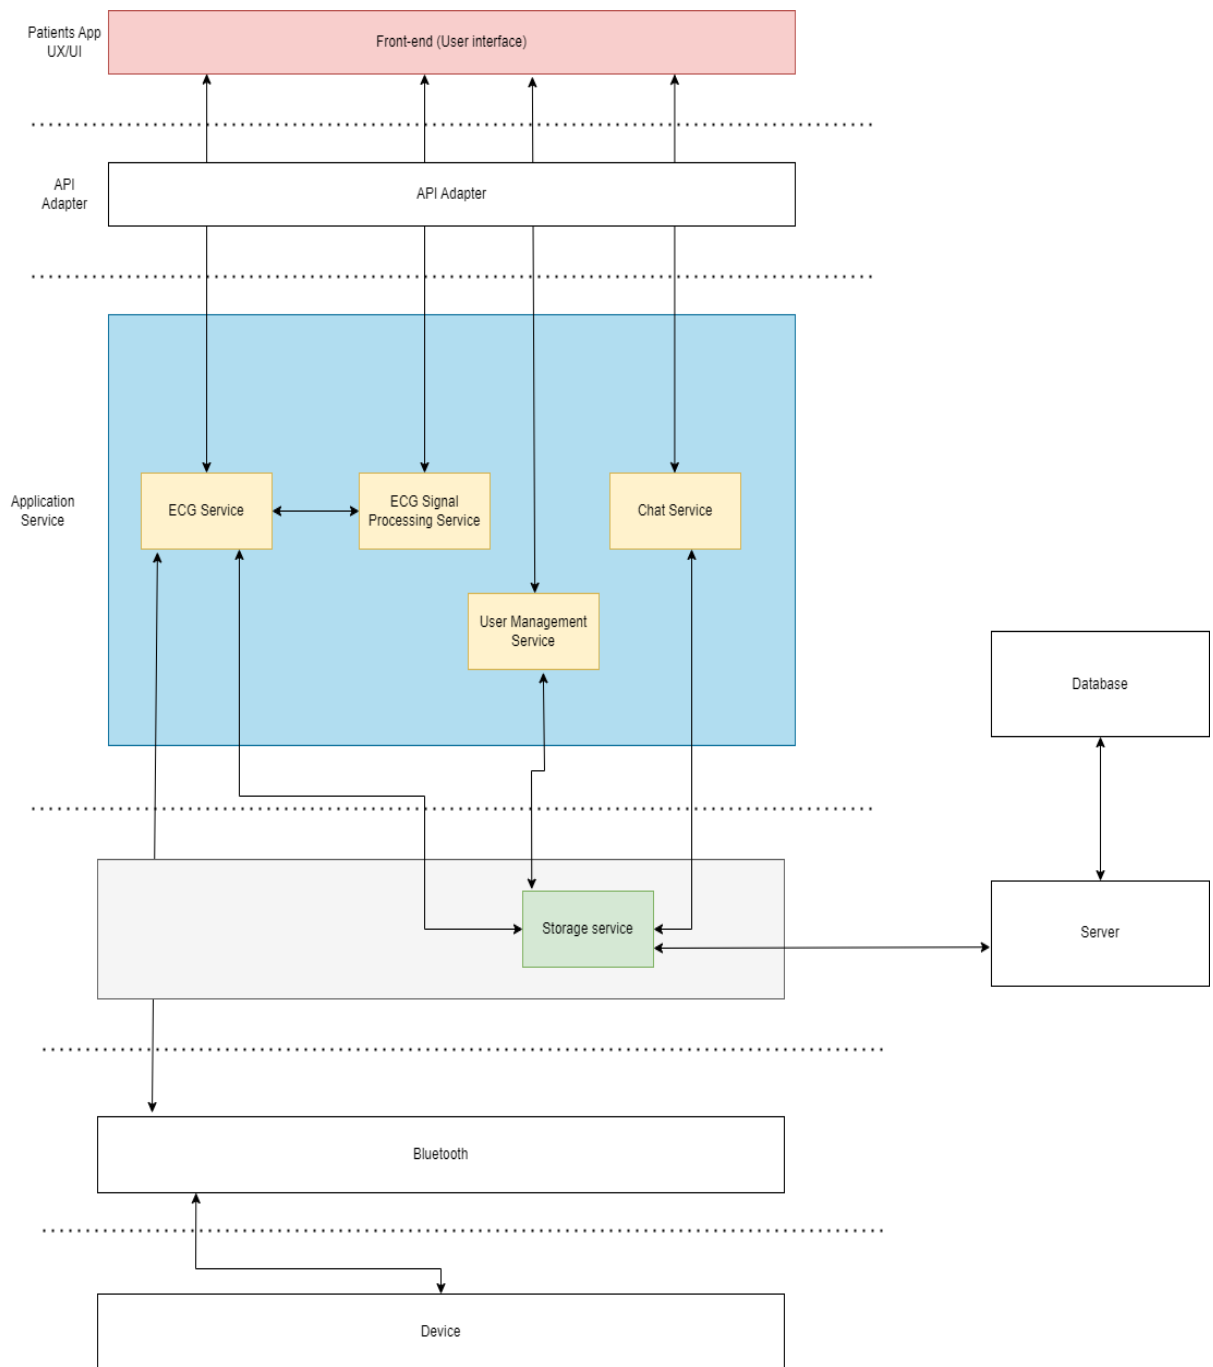 Patients App
UX/UI
Front-end (User interface)
API
Adapter
API Adapter
Application
Service
ECG Service
ECG Signal
Processing Service
Chat Service
User Management
Service
Database
Storage service
Server
Bluetooth
Device